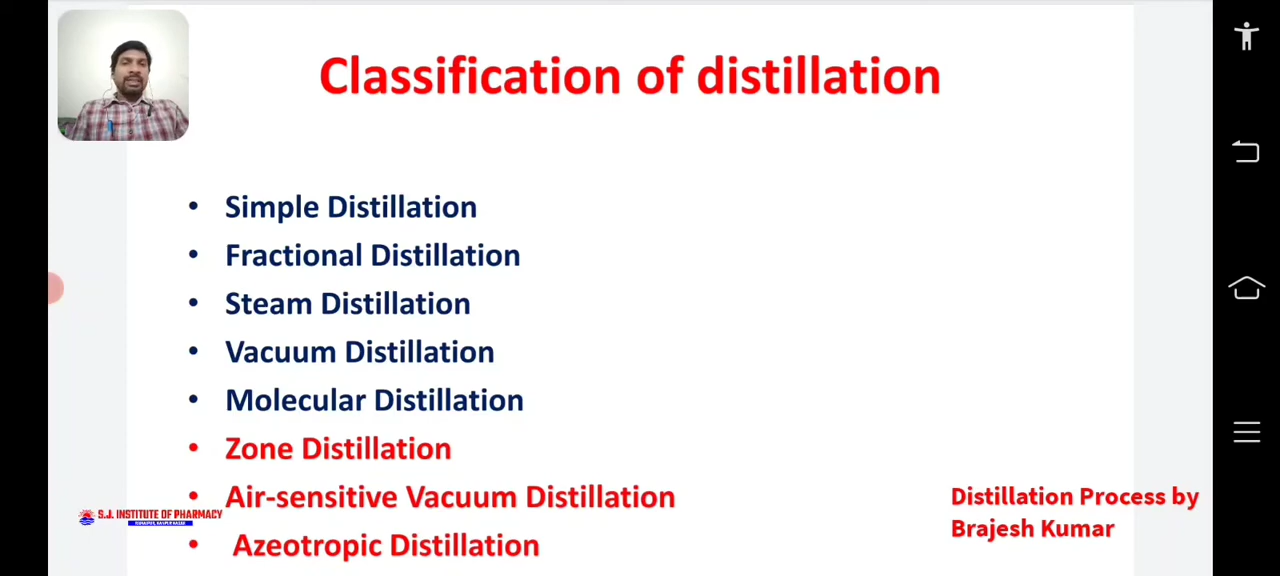 Classification of distillation
• Simple Distillation
• Fractional Distillation
• Steam Distillation
• Vacuum Distillation
• Molecular Distillation
• Zone Distillation
• Air-sensitive Vacuum Distillation
• Azeotropic Distillation
S.J. INSTITUTE OF PHARMACY
Distillation Process by
Brajesh Kumar